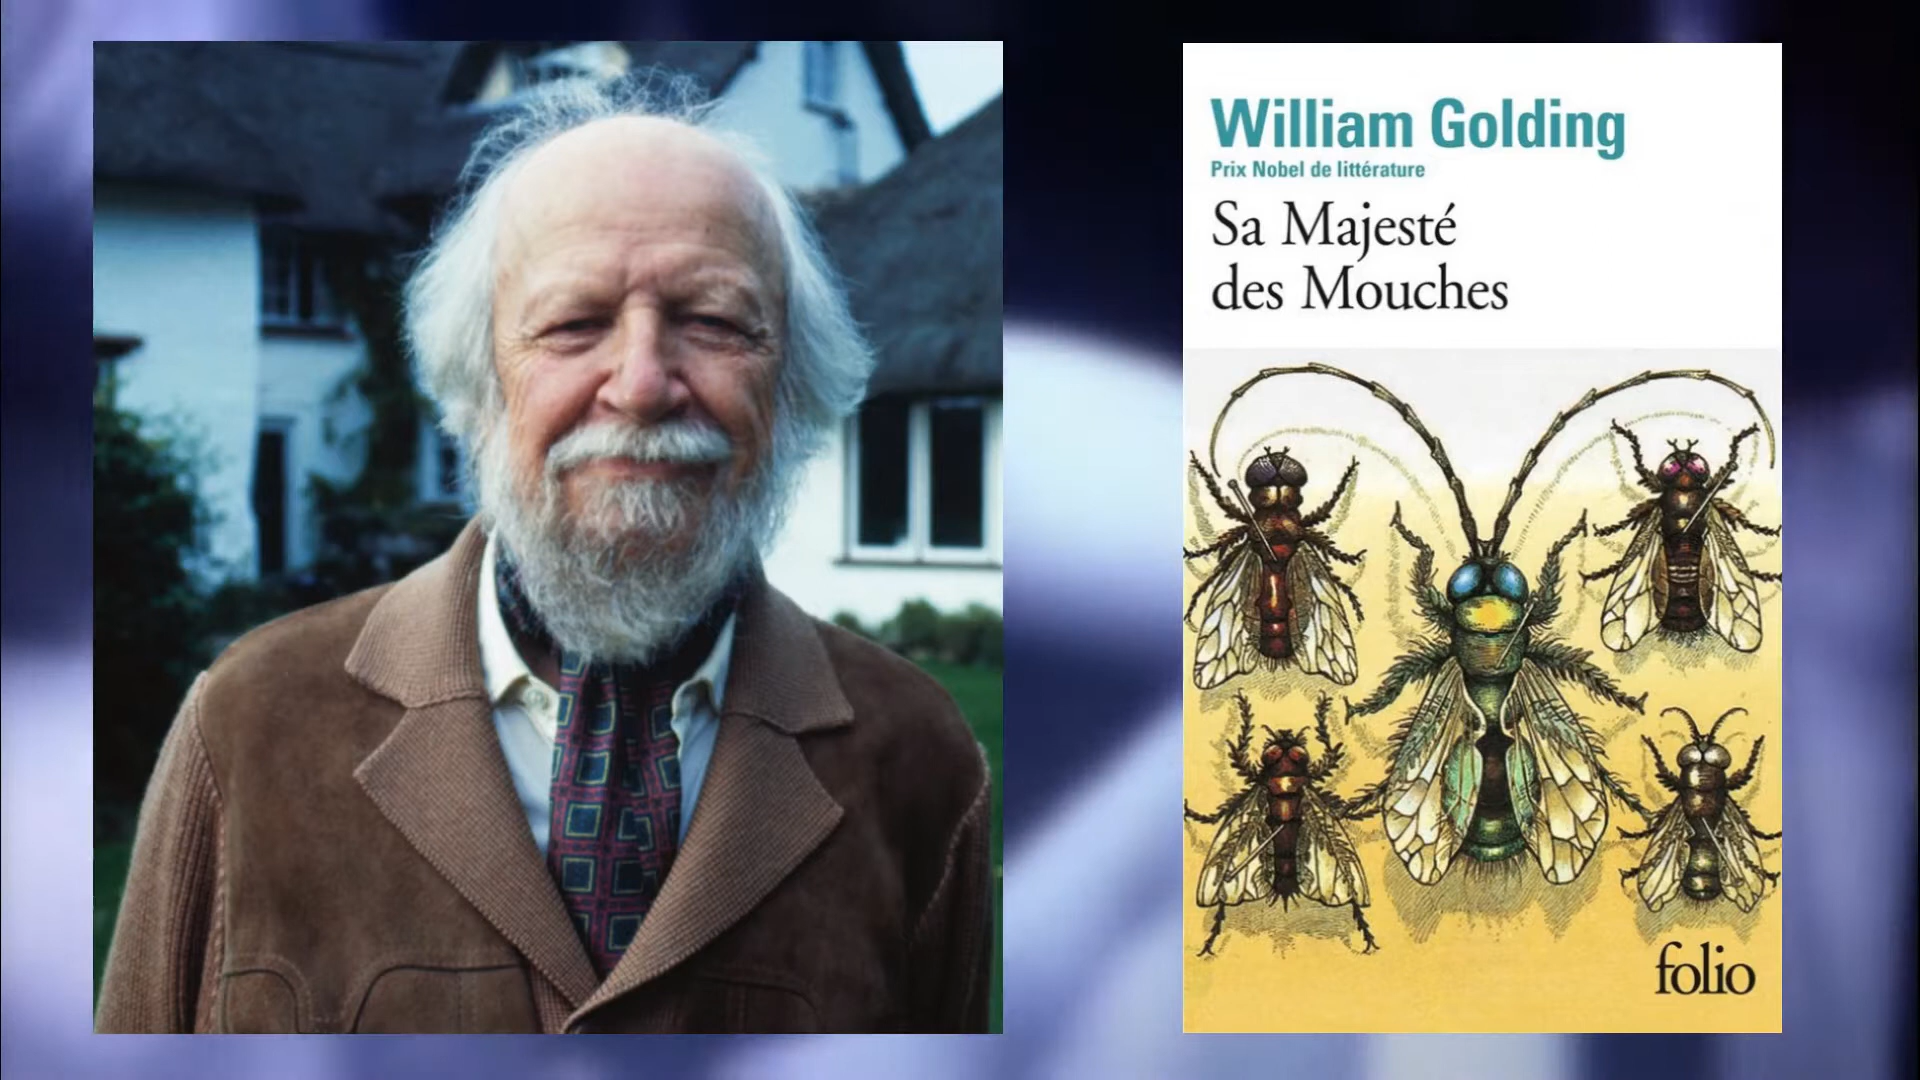 William Golding
Prix Nobel de littérature
Sa Majesté
des Mouches
folio